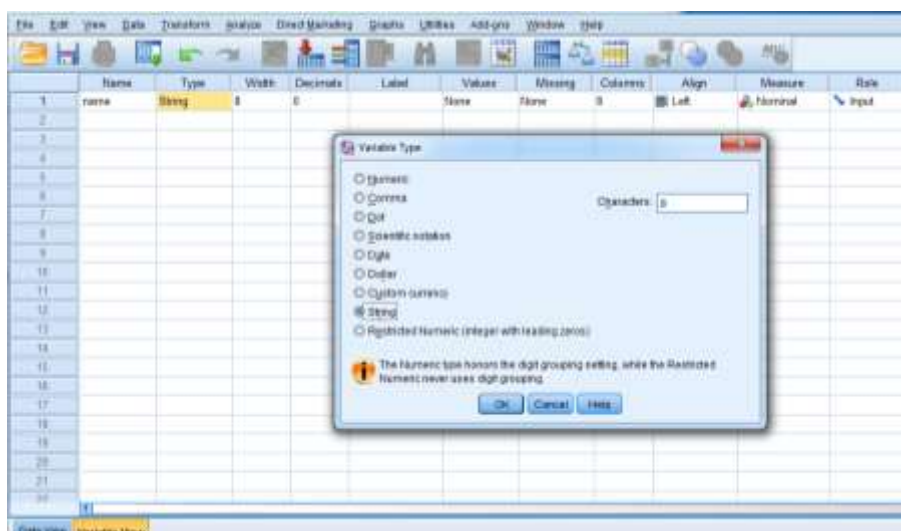 File Edit View Data Transform Analyze Direct Marketing Graphs Utilities Add-ons Window Help
Name Type Width Decimals Label Values Missing Columns Align Measure Role
1 name String 8 0 None None 8 Left Nominal Input
2
3
4
5
6
7
8
9
10
11
12
13
14
15
16
17
18
19
20
21
22
Variable Type
Numeric
Comma
Characters: 8
Dot
Scientific notation
Date
Dollar
Custom currency
String
Restricted Numeric (integer with leading zeros)
The Numeric type honors the digit grouping setting, while the Restricted
Numeric never uses digit grouping.
OK Cancel Help
Data View Variable View